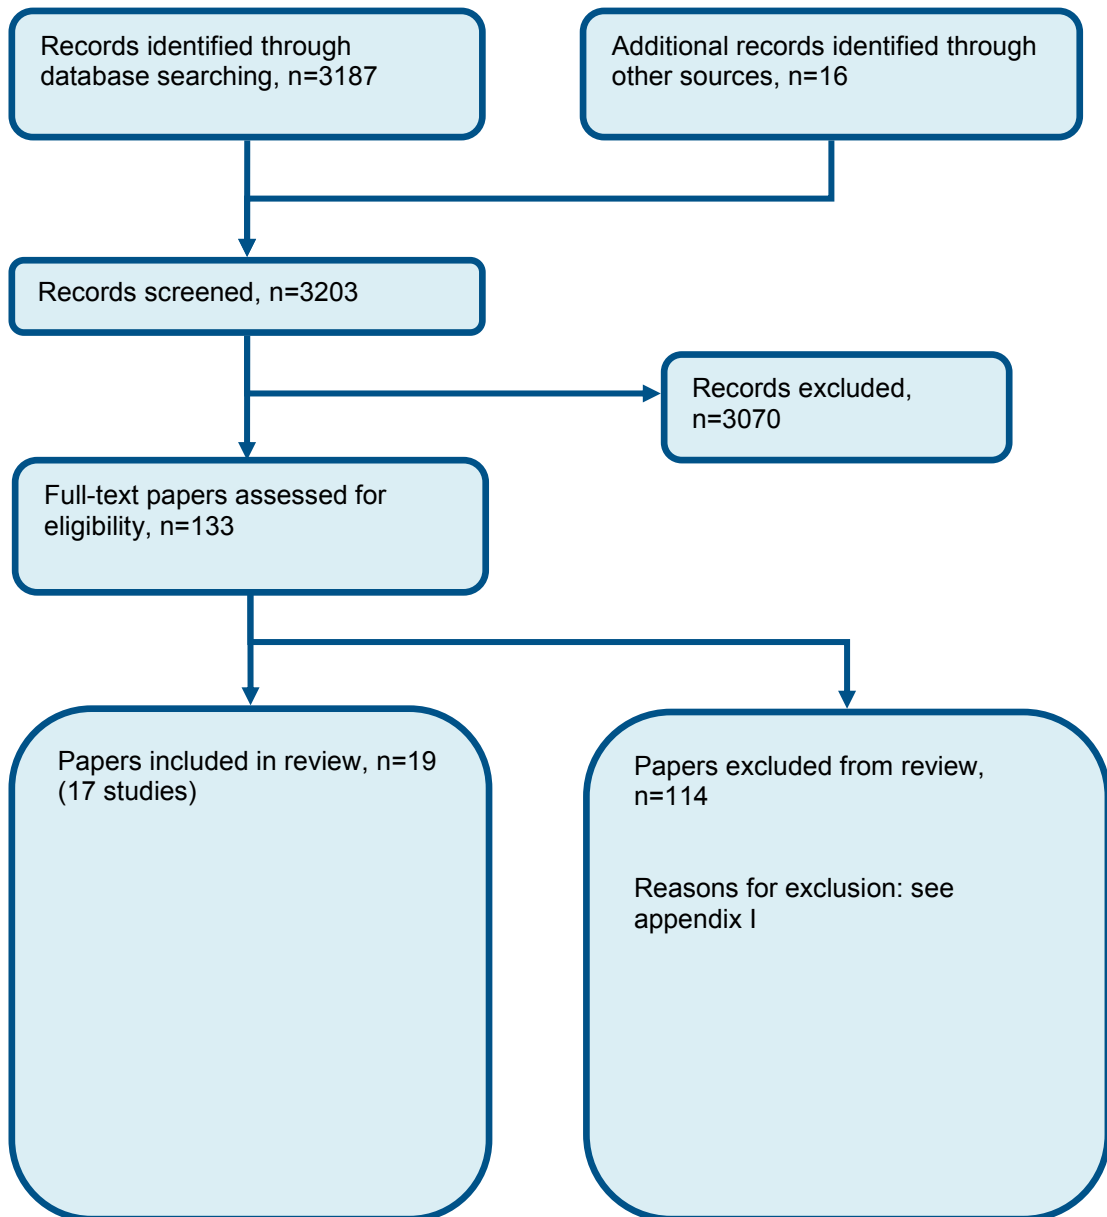 Records identified through
database searching, n=3187
Additional records identified through
other sources, n=16
Records screened, n=3203
Records excluded,
n=3070
Full-text papers assessed for
eligibility, n=133
Papers included in review, n=19
(17 studies)
Papers excluded from review,
n=114
Reasons for exclusion: see
appendix I